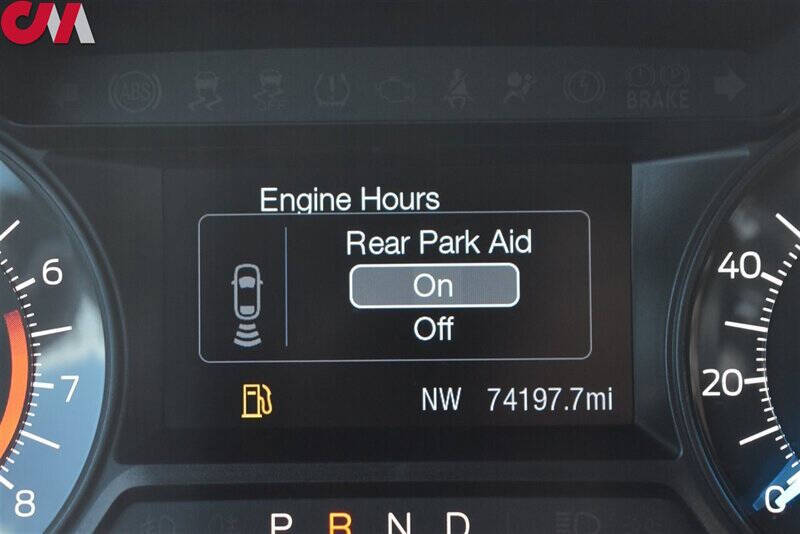 CM
ABS
OFF
BRAKE
Engine Hours
Rear Park Aid
On
Off
NW 74197.7mi
6
7
8
40
20
0
P R N D